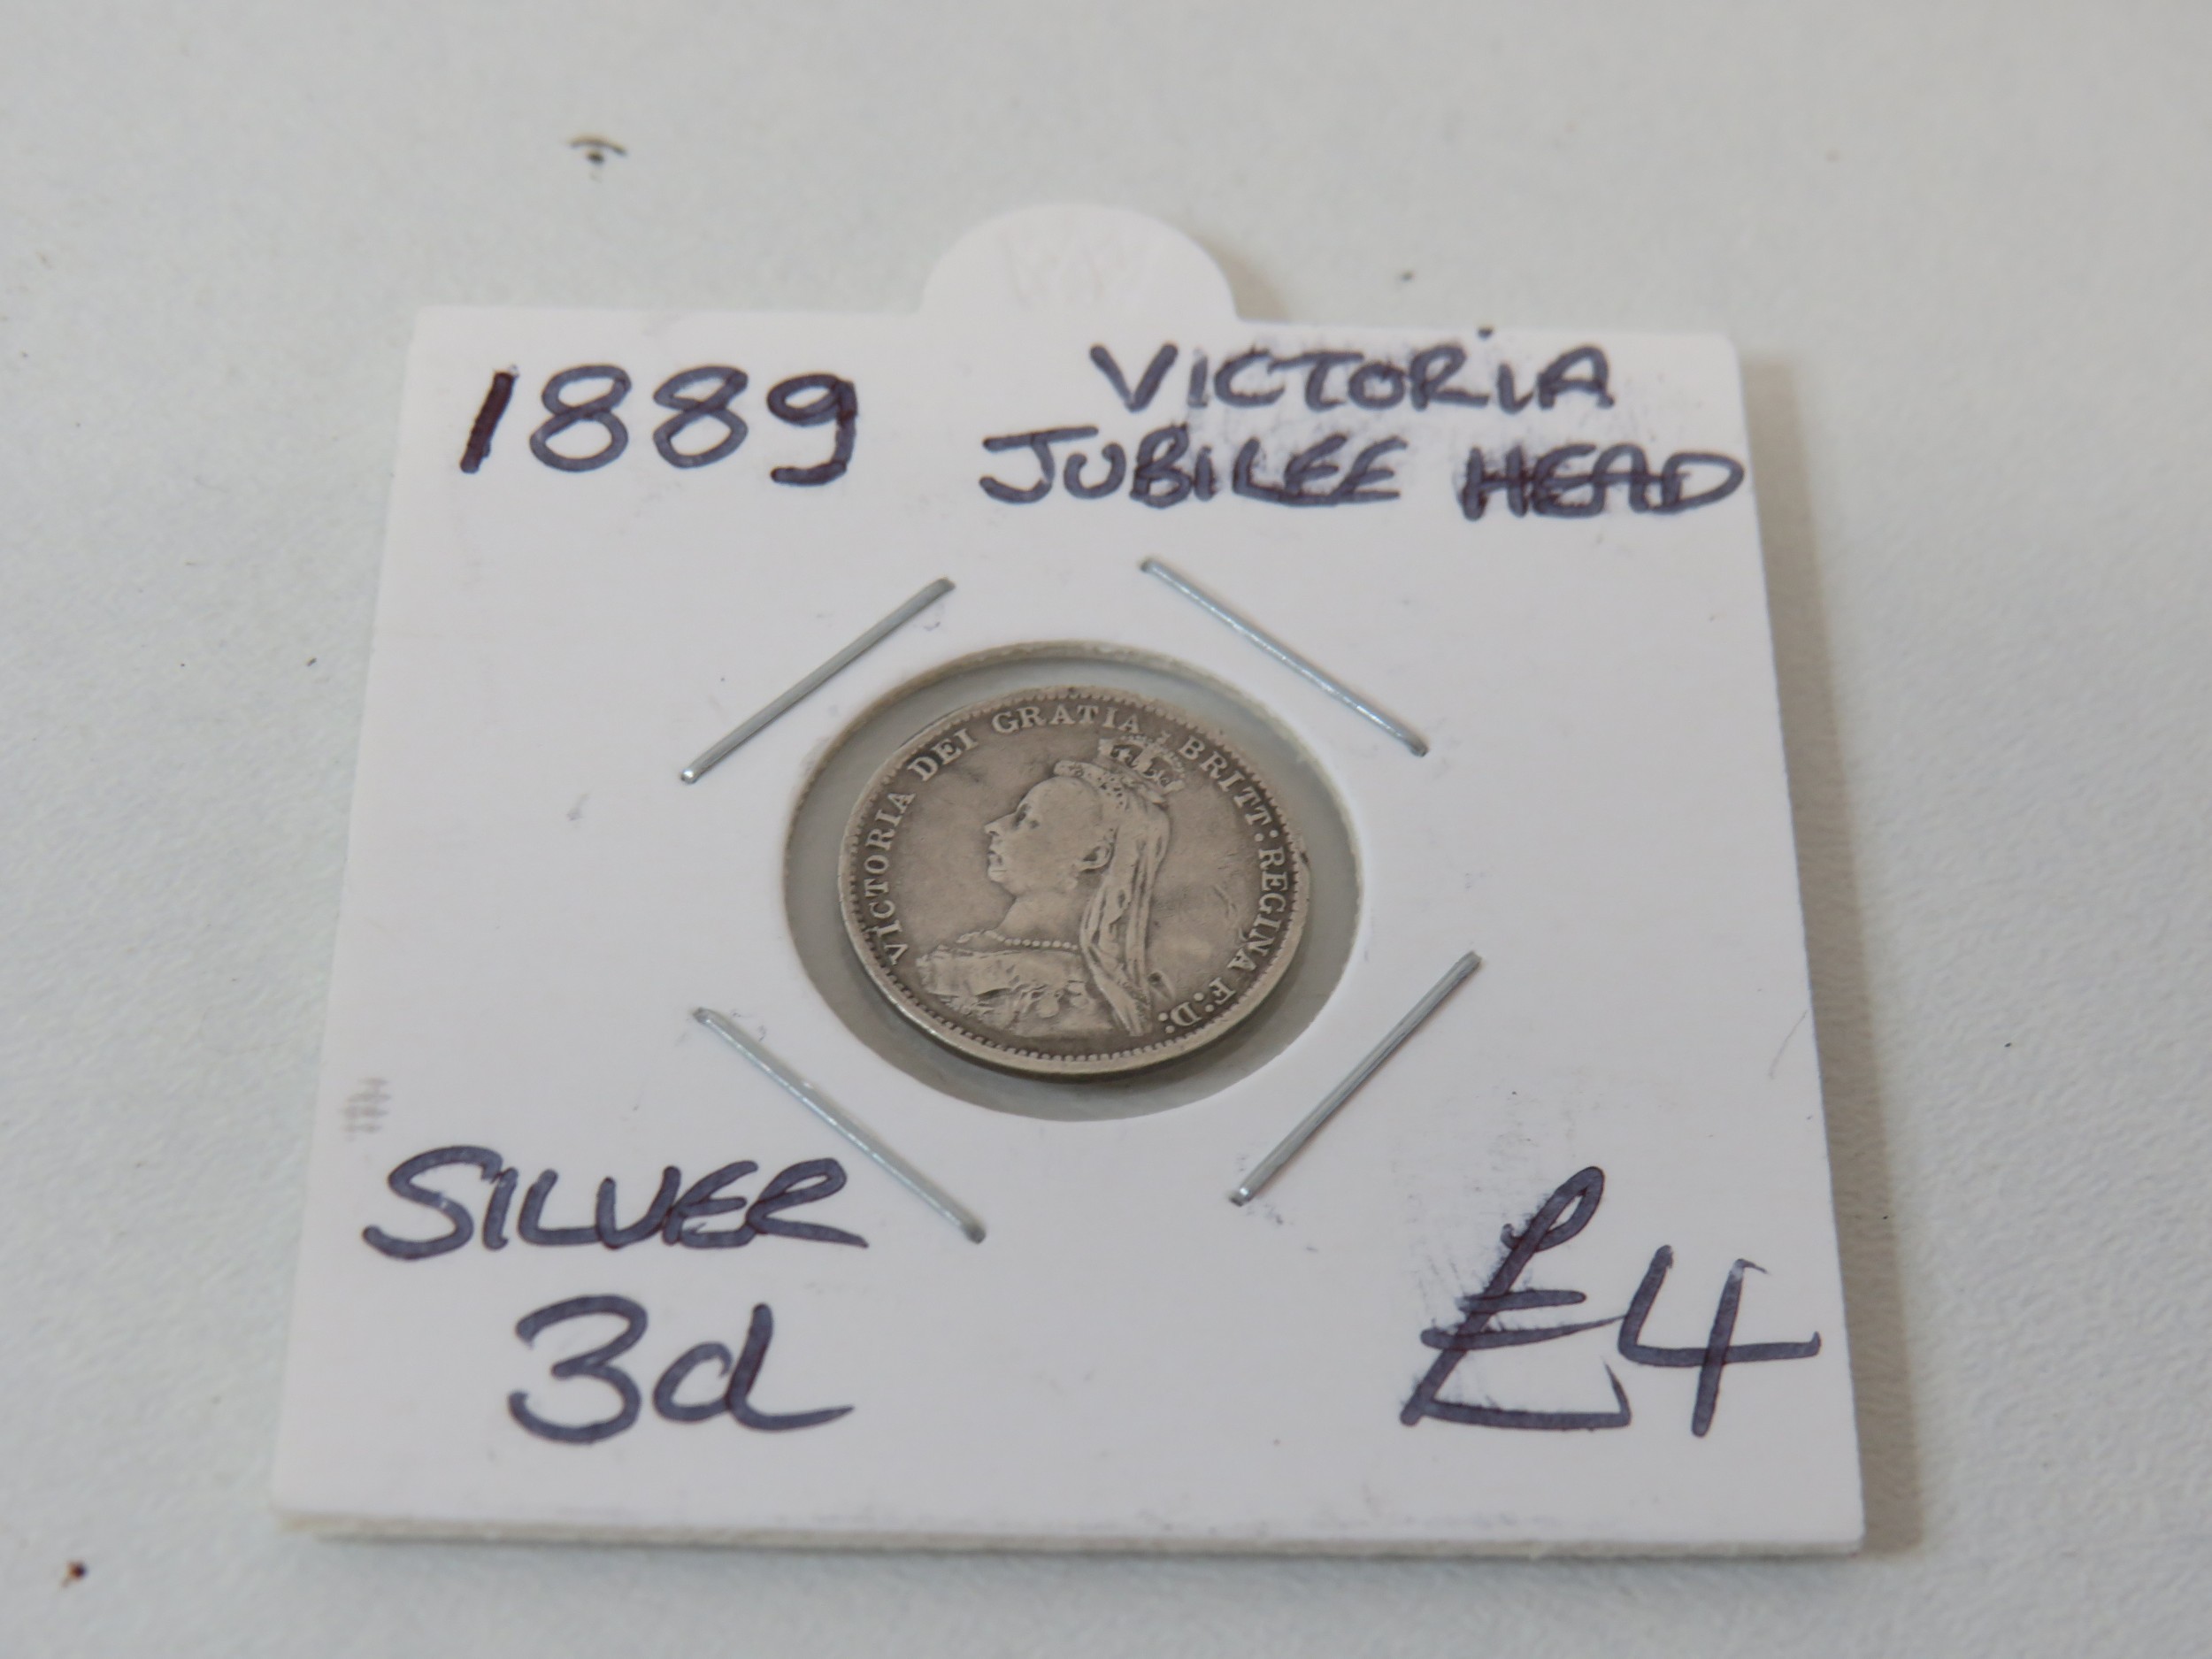 1889
VICTORIA
JUBILEE HEAD
VICTORIA DEI GRATIA BRITT: REGINA F: D:
SILVER
3d
£4